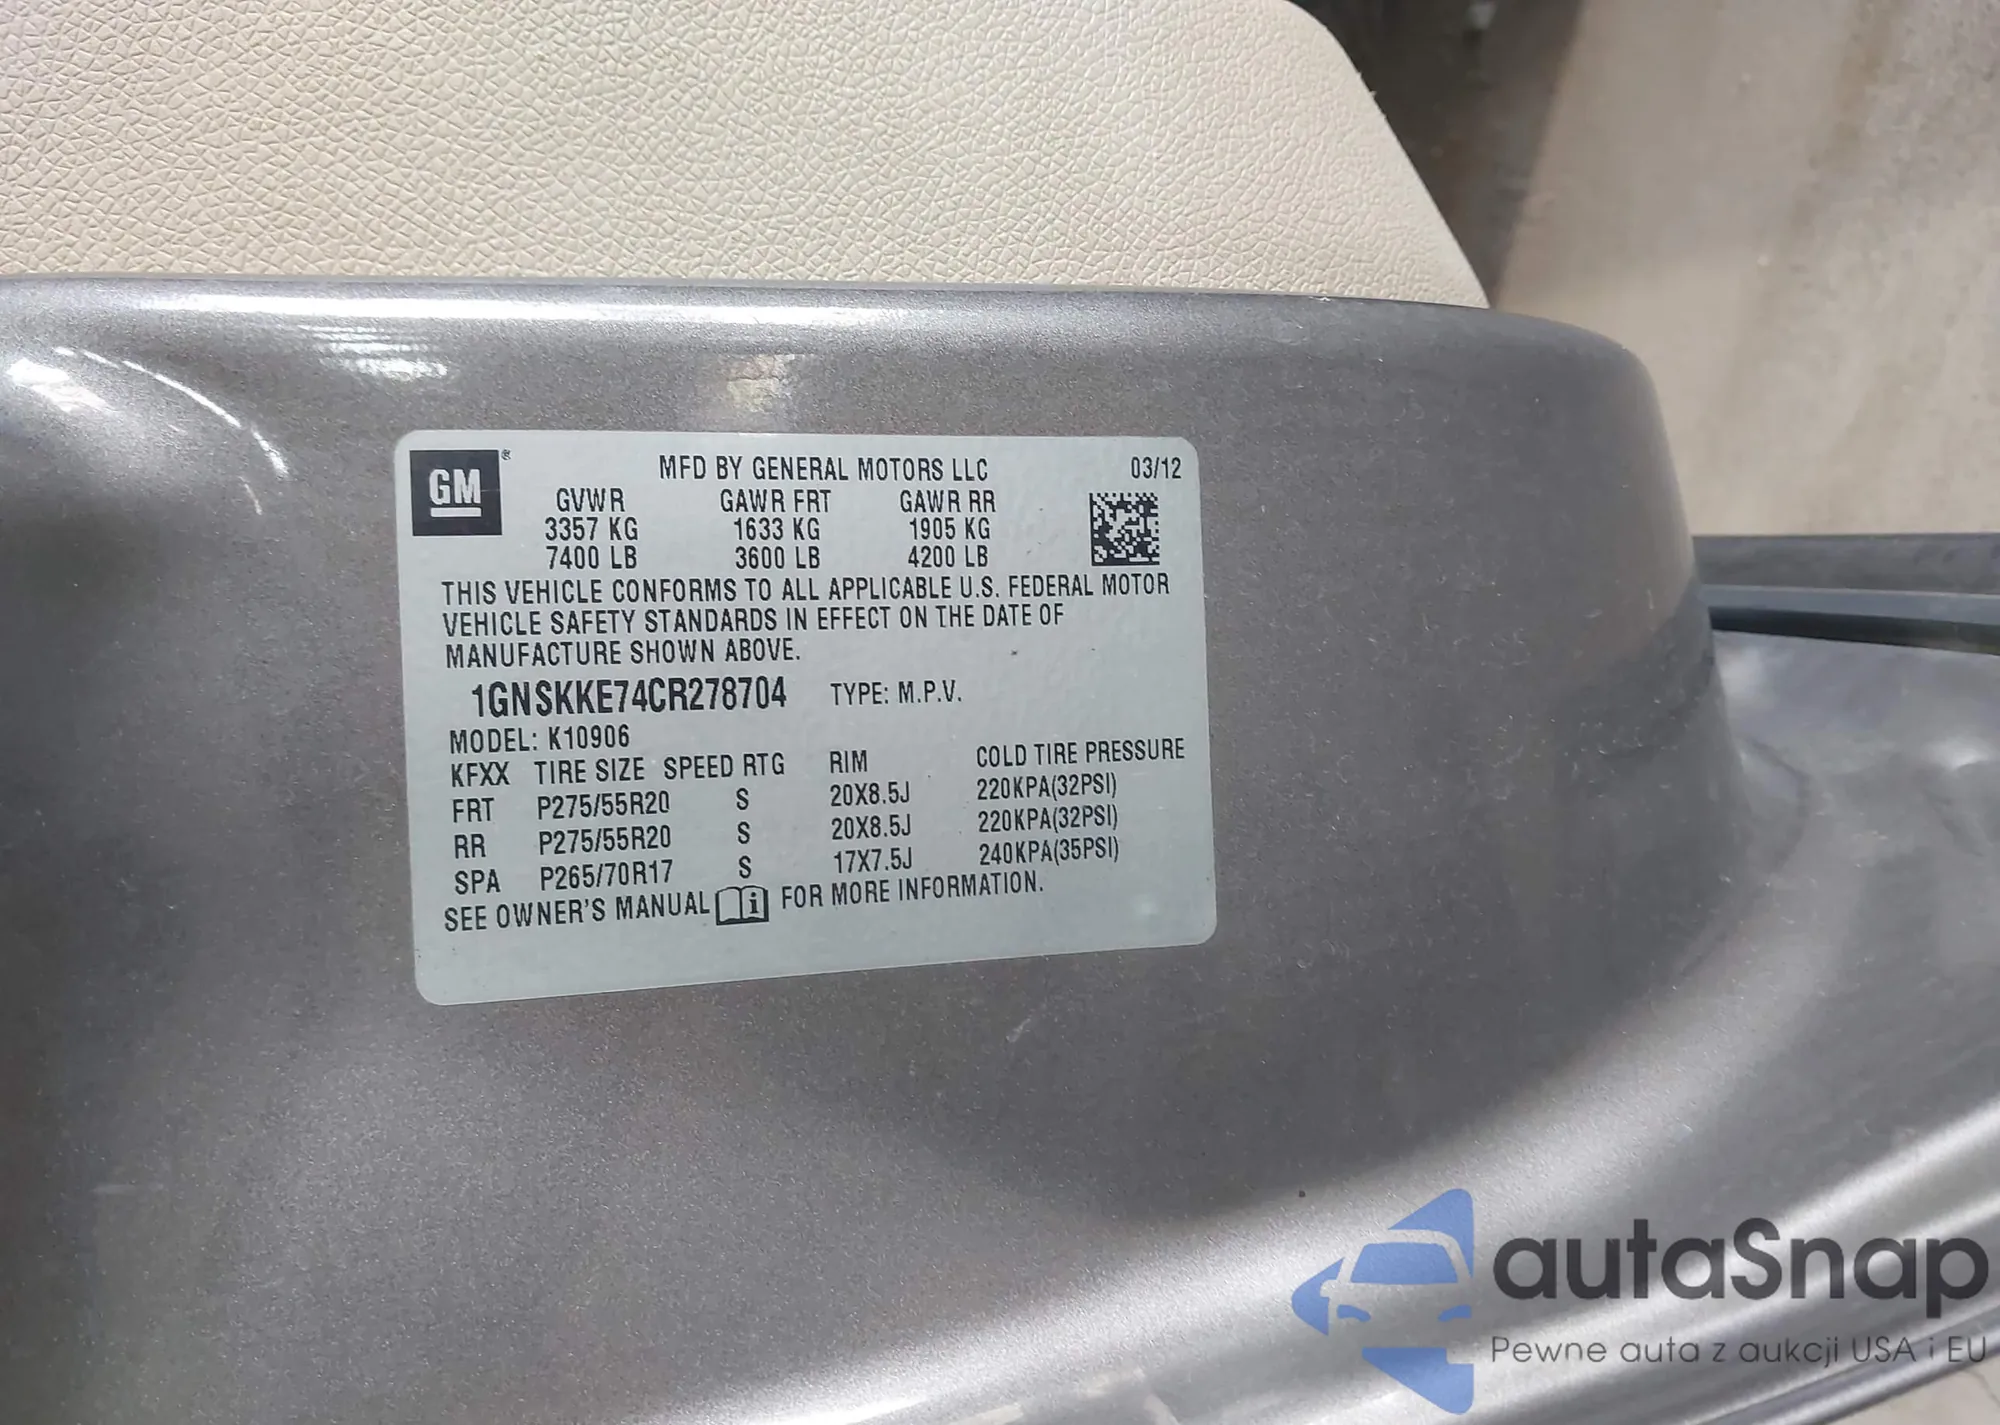 GM®
MFD BY GENERAL MOTORS LLC 03/12
GVWR GAWR FRT GAWR RR
3357 KG 1633 KG 1905 KG
7400 LB 3600 LB 4200 LB
THIS VEHICLE CONFORMS TO ALL APPLICABLE U.S. FEDERAL MOTOR
VEHICLE SAFETY STANDARDS IN EFFECT ON THE DATE OF
MANUFACTURE SHOWN ABOVE.
1GNSKKE74CR278704 TYPE: M.P.V.
MODEL: K10906
KFXX TIRE SIZE SPEED RTG RIM COLD TIRE PRESSURE
FRT P275/55R20 S 20X8.5J 220KPA(32PSI)
RR P275/55R20 S 20X8.5J 220KPA(32PSI)
SPA P265/70R17 S 17X7.5J 240KPA(35PSI)
SEE OWNER'S MANUAL i FOR MORE INFORMATION.
autaSnap
Pewne auta z aukcji USA i EU